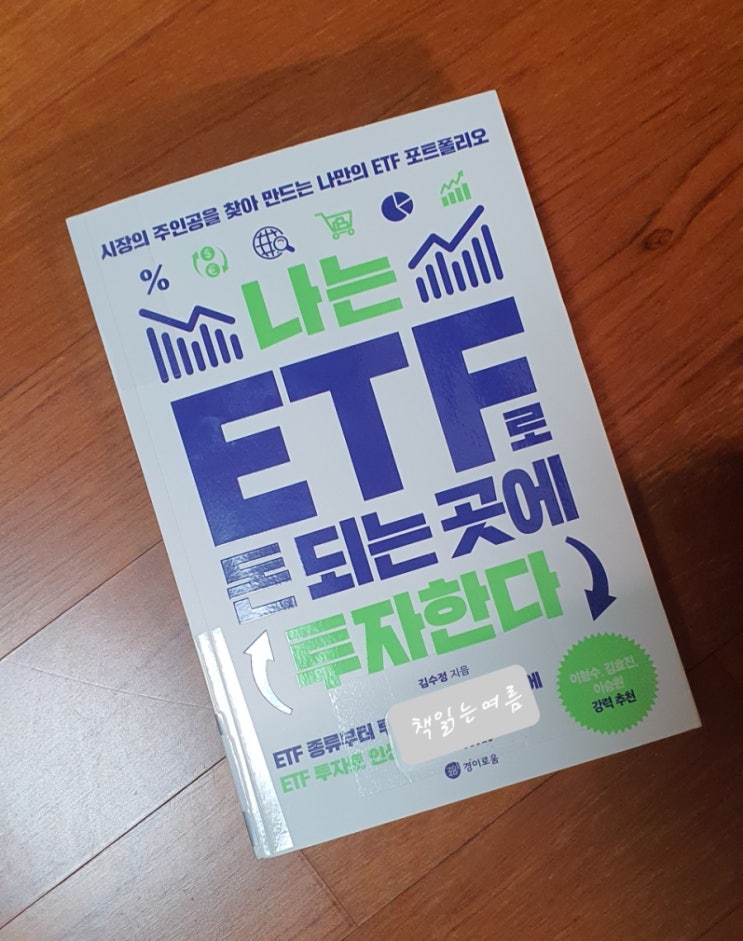 시장의 주인공을 찾아 만드는 나만의 ETF 포트폴리오
%
$
€
나는
ETF로
돈 되는 곳에
투자한다
김수정 지음
이형수, 김효진,
이승원
강력 추천
ETF 종류부터
에
책읽는여름
ETF 투자로
경이로움